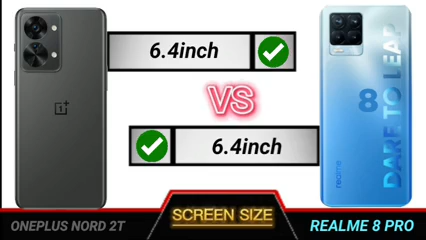 6.4inch
VS
6.4inch
8
DARE TO LEAP
realme
SCREEN SIZE
ONEPLUS NORD 2T
REALME 8 PRO